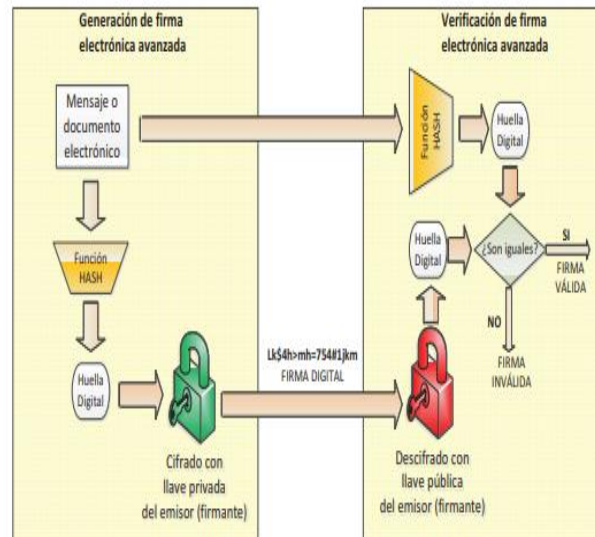 Generación de firma
electrónica avanzada
Mensaje o
documento
electrónico
Función
HASH
Huella
Digital
Cifrado con
llave privada
del emisor (firmante)
Lk$4h>mh=754#1jkm
FIRMA DIGITAL
Verificación de firma
electrónica avanzada
Función
HASH
Huella
Digital
Huella
Digital
¿Son iguales?
SI
FIRMA
VÁLIDA
NO
FIRMA
INVÁLIDA
Descifrado con
llave pública
del emisor (firmante)